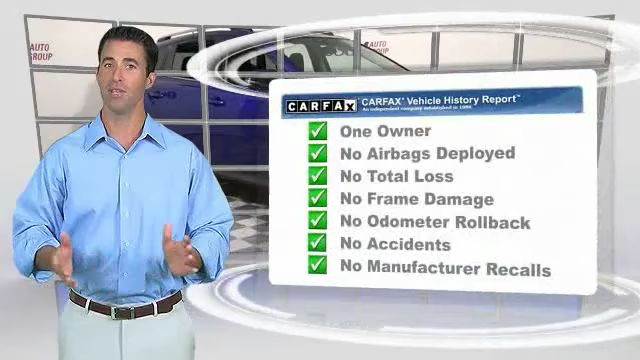 AUTO
GROUP
AUTO
GROUP
CARFAX CARFAX Vehicle History Report™
An independent company established in 1986
One Owner
No Airbags Deployed
No Total Loss
No Frame Damage
No Odometer Rollback
No Accidents
No Manufacturer Recalls